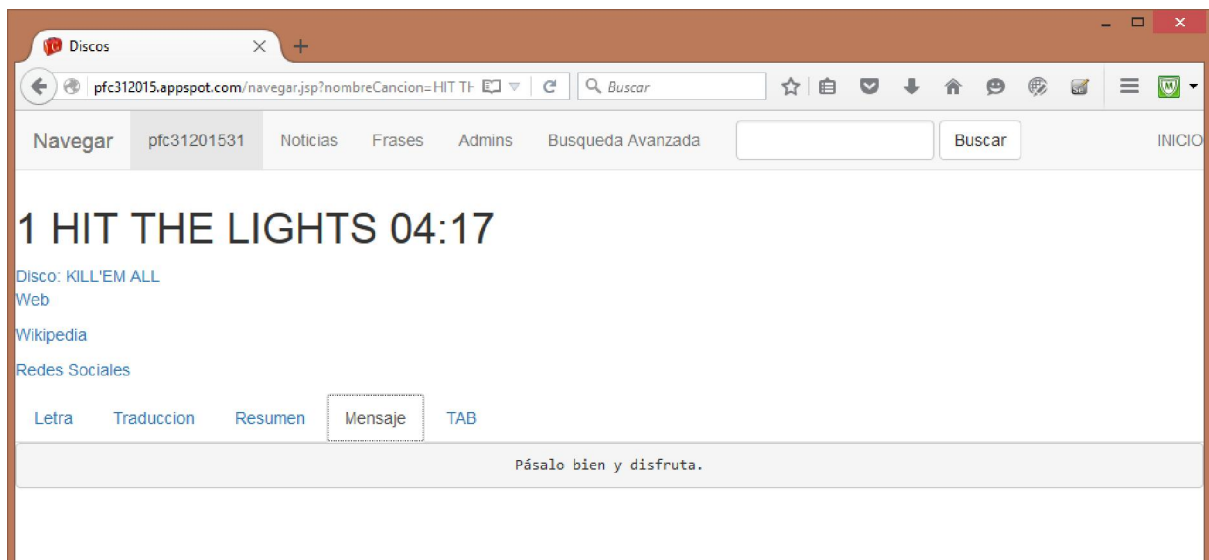 Discos
pfc312015.appspot.com/navegar.jsp?nombreCancion=HIT TH
Buscar
Navegar pfc31201531 Noticias Frases Admins Busqueda Avanzada Buscar INICIO
1 HIT THE LIGHTS 04:17
Disco: KILL'EM ALL
Web
Wikipedia
Redes Sociales
Letra Traduccion Resumen Mensaje TAB
Pásalo bien y disfruta.